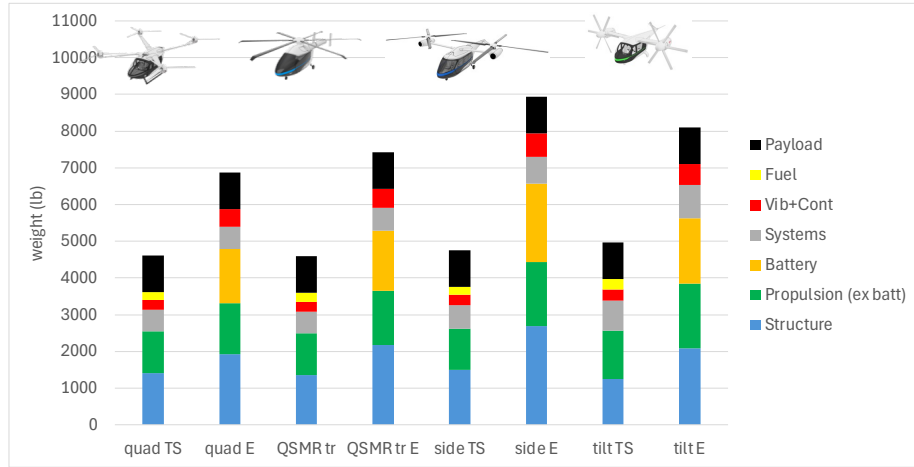 11000
10000
9000
8000
7000
6000
5000
4000
3000
2000
1000
0
weight (lb)
quad TS quad E QSMR tr QSMR tr E side TS side E tilt TS tilt E
Payload
Fuel
Vib+Cont
Systems
Battery
Propulsion (ex batt)
Structure